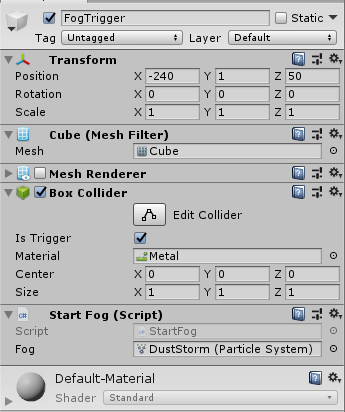 FogTrigger Static
Tag Untagged Layer Default
Transform
Position X -240 Y 1 Z 50
Rotation X 0 Y 0 Z 0
Scale X 1 Y 1 Z 1
Cube (Mesh Filter)
Mesh Cube
Mesh Renderer
Box Collider
Edit Collider
Is Trigger
Material Metal
Center X 0 Y 0 Z 0
Size X 1 Y 1 Z 1
Start Fog (Script)
Script StartFog
Fog DustStorm (Particle System)
Default-Material
Shader Standard